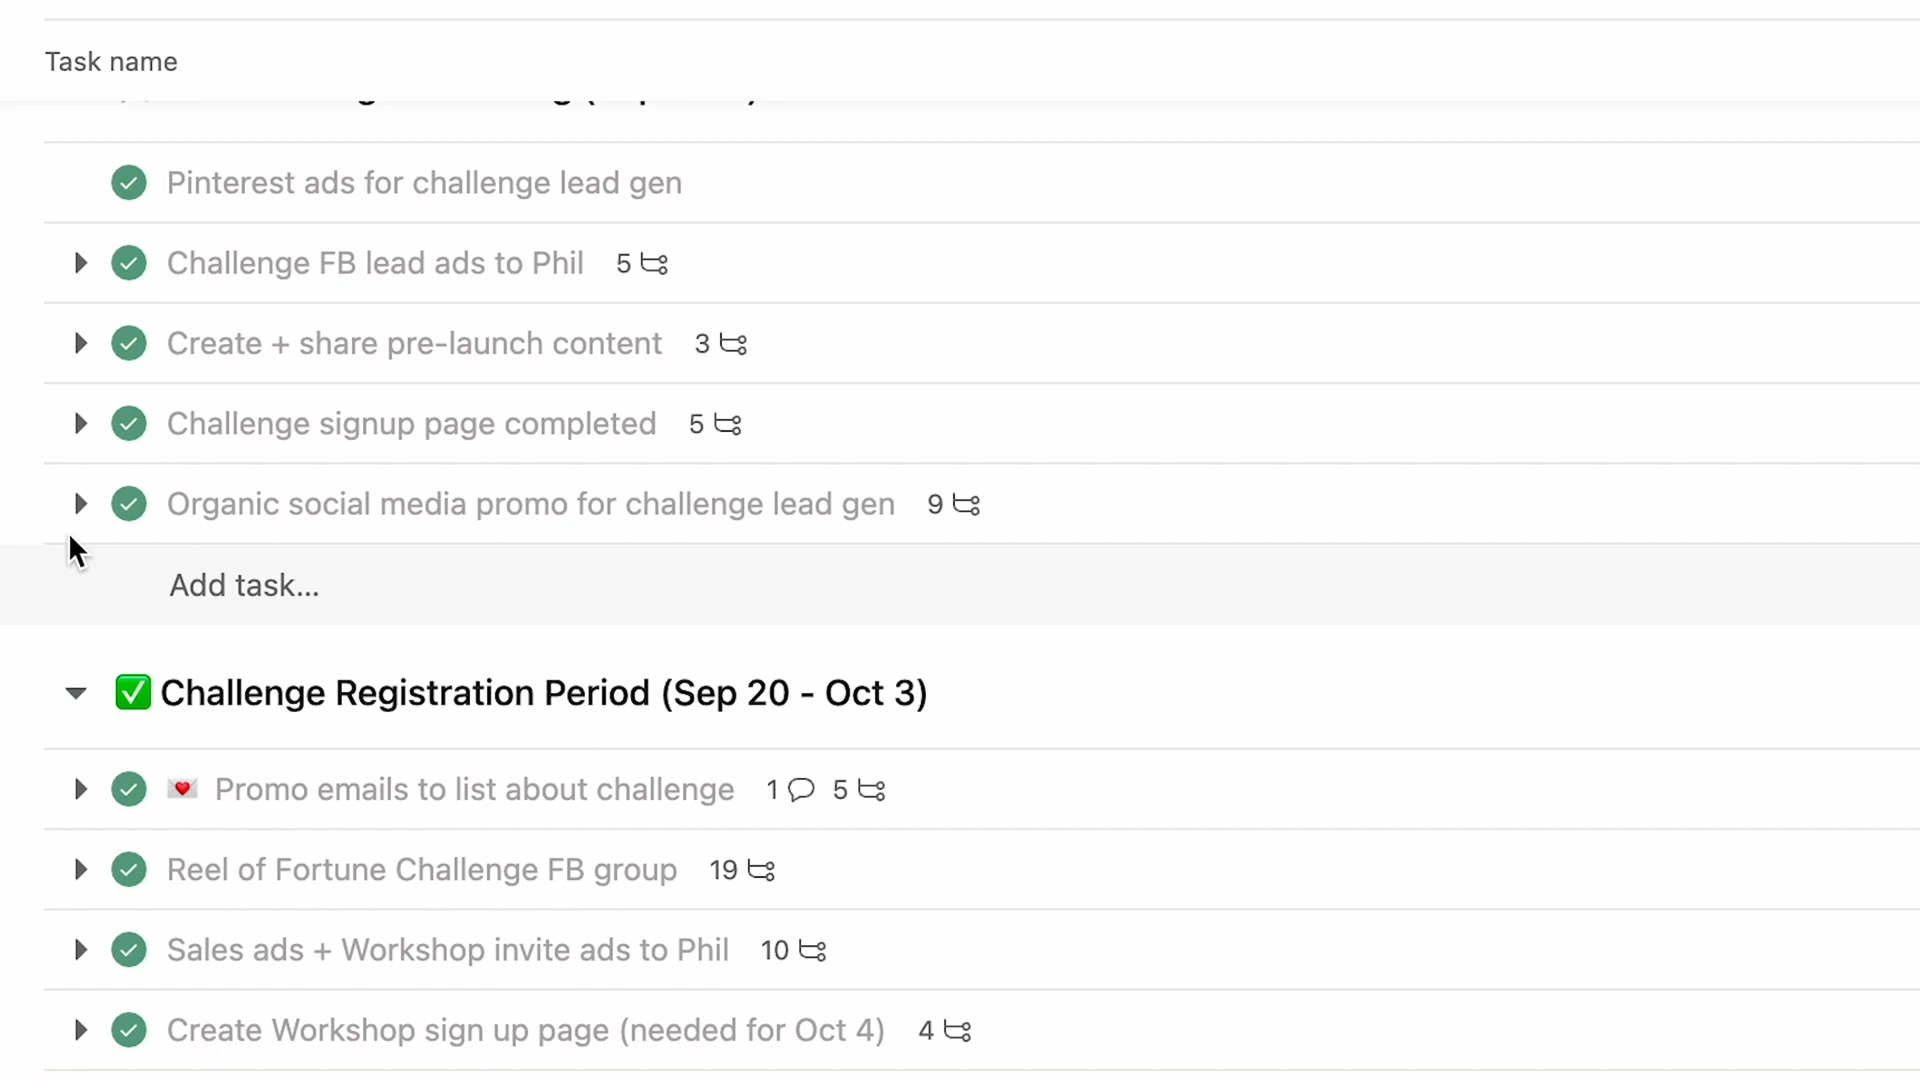 Task name
Pinterest ads for challenge lead gen
Challenge FB lead ads to Phil 5
Create + share pre-launch content 3
Challenge signup page completed 5
Organic social media promo for challenge lead gen 9
Add task...
✅ Challenge Registration Period (Sep 20 - Oct 3)
💌 Promo emails to list about challenge 1 5
Reel of Fortune Challenge FB group 19
Sales ads + Workshop invite ads to Phil 10
Create Workshop sign up page (needed for Oct 4) 4